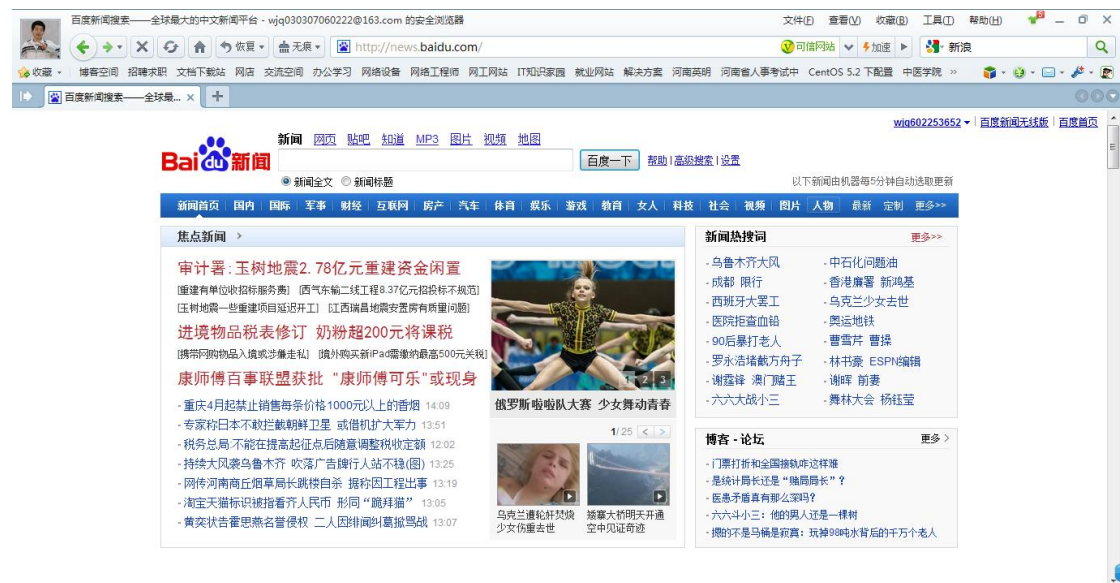 百度新闻搜索——全球最大的中文新闻平台 - wjq030307060222@163.com 的安全浏览器
文件(F) 查看(V) 收藏(B) 工具(T) 帮助(H)
恢复 无痕 http://news.baidu.com/ 可信网站 加速 新浪
收藏 博客空间 招聘求职 文档下载站 网店 交流空间 办公学习 网络设备 网络工程师 网工网站 IT知识家园 就业网站 解决方案 河南英明 河南省人事考试中 CentOS 5.2 下配置 中医学院 »
百度新闻搜索——全球最...
wjq602253652 百度新闻无线版 | 百度首页
新闻 网页 贴吧 知道 MP3 图片 视频 地图
Baidu新闻 百度一下 帮助 | 高级搜索 | 设置
新闻全文 新闻标题 以下新闻由机器每5分钟自动选取更新
新闻首页 国内 国际 军事 财经 互联网 房产 汽车 体育 娱乐 游戏 教育 女人 科技 社会 视频 图片 人物 最新 定制 更多>>
焦点新闻 >
审计署:玉树地震2.78亿元重建资金闲置
[重建有单位收招标服务费] [西气东输二线工程8.37亿元招投标不规范]
[玉树地震一些重建项目延迟开工] [江西瑞昌地震安置房有质量问题]
进境物品税表修订 奶粉超200元将课税
[携带网购物品入境或涉嫌走私] [境外购买新iPad需缴纳最高500元关税]
康师傅百事联盟获批 "康师傅可乐"或现身
重庆4月起禁止销售每条价格1000元以上的香烟 14:09
专家称日本不敢拦截朝鲜卫星 或借机扩大军力 13:51
税务总局:不能在提高起征点后随意调整税收定额 12:02
持续大风袭乌鲁木齐 吹落广告牌行人站不稳(图) 13:25
网传河南商丘烟草局长跳楼自杀 据称因工程出事 13:19
淘宝天猫标识被指看齐人民币 形同“跪拜猫” 13:05
黄奕状告霍思燕名誉侵权 二人因绯闻纠葛掀骂战 13:07
1 2 3
俄罗斯啦啦队大赛 少女舞动青春
1/25 < >
乌克兰遭轮奸焚烧少女伤重去世
矮寨大桥明天开通 空中见证奇迹
新闻热搜词 更多>>
乌鲁木齐大风 中石化问题油
成都 限行 香港廉署 新鸿基
西班牙大罢工 乌克兰少女去世
医院拒查血铅 奥运地铁
90后暴打老人 曹雪芹 曹操
罗永浩堵截方舟子 林书豪 ESPN编辑
谢霆锋 澳门赌王 谢晖 前妻
六六大战小三 舞林大会 杨钰莹
博客 - 论坛 更多 >
门票打折和全国接轨咋这样难
是统计局长还是“赌局局长”？
医患矛盾真有那么深吗?
六六斗小三: 他的男人还是一棵树
摁的不是马桶是寂寞: 玩掉98吨水背后的千万个老人